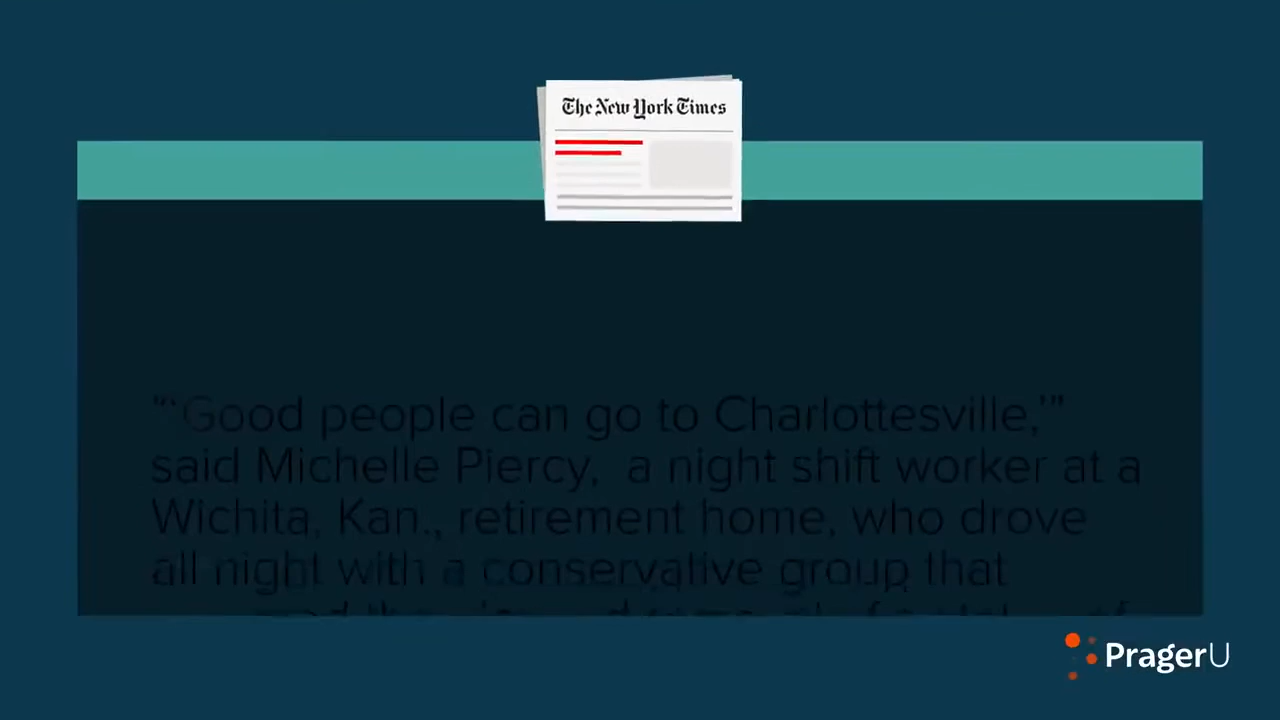 The New York Times
"'Good people can go to Charlottesville,'"
said Michelle Piercy, a night shift worker at a
Wichita, Kan., retirement home, who drove
all night with a conservative group that
PragerU